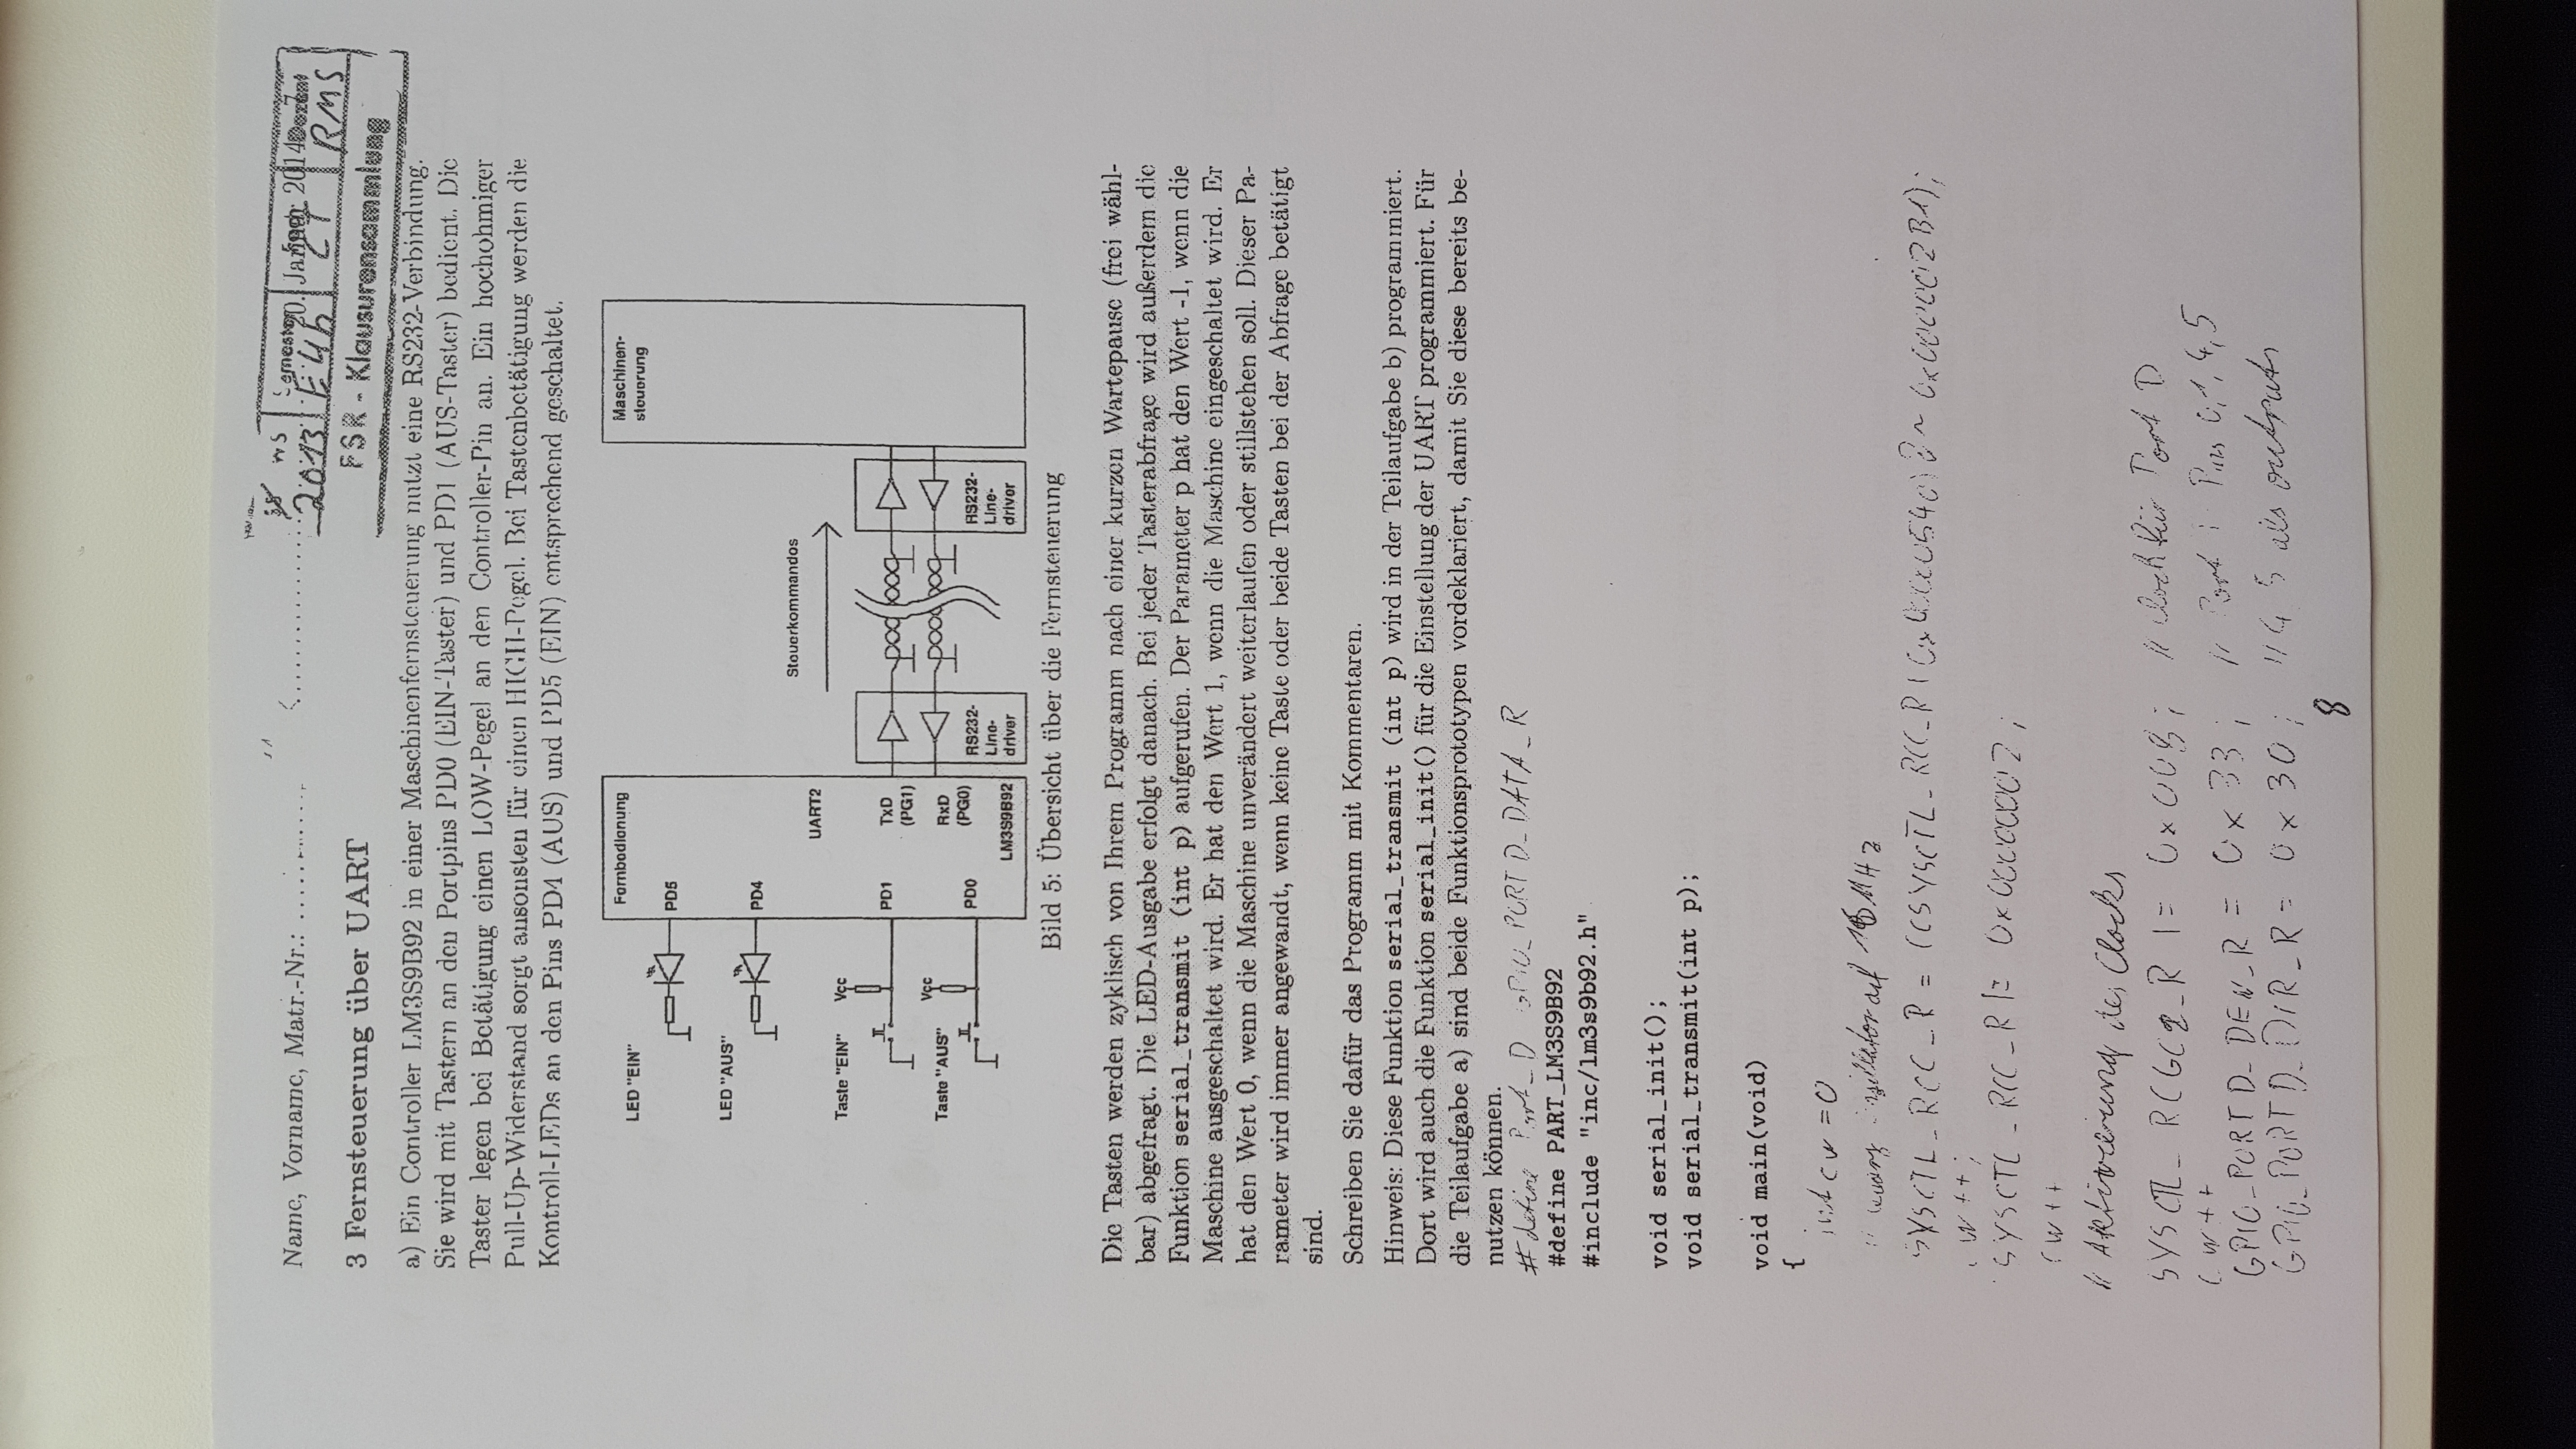 Name, Vorname, Matr.-Nr.:
20. Januar 2014
WS Semester Fach Dozent
2013 E4b CT RMS
FSR - Klausurensammlung
3 Fernsteuerung über UART
a) Ein Controller LM3S9B92 in einer Maschinenfernsteuerung nutzt eine RS232-Verbindung.
Sie wird mit Tastern an den Portpins PD0 (EIN-Taster) und PD1 (AUS-Taster) bedient. Die
Taster legen bei Betätigung einen LOW-Pegel an den Controller-Pin an. Ein hochohmiger
Pull-Up-Widerstand sorgt ansonsten für einen HIGH-Pegel. Bei Tastenbetätigung werden die
Kontroll-LEDs an den Pins PD4 (AUS) und PD5 (EIN) entsprechend geschaltet.
Fernbedienung
Maschinen-
steuerung
LED "EIN"
PD5
LED "AUS"
PD4
Steuerkommandos
UART2
Taste "EIN"
Vcc
PD1
TxD
(PG1)
Taste "AUS"
Vcc
PD0
RxD
(PG0)
LM3S9B92
RS232-
Line-
driver
RS232-
Line-
driver
Bild 5: Übersicht über die Fernsteuerung
Die Tasten werden zyklisch von Ihrem Programm nach einer kurzen Wartepause (frei wähl-
bar) abgefragt. Die LED-Ausgabe erfolgt danach. Bei jeder Tasterabfrage wird außerdem die
Funktion serial_transmit (int p) aufgerufen. Der Parameter p hat den Wert -1, wenn die
Maschine ausgeschaltet wird. Er hat den Wert 1, wenn die Maschine eingeschaltet wird. Er
hat den Wert 0, wenn die Maschine unverändert weiterlaufen oder stillstehen soll. Dieser Pa-
rameter wird immer angewandt, wenn keine Taste oder beide Tasten bei der Abfrage betätigt
sind.
Schreiben Sie dafür das Programm mit Kommentaren.
Hinweis: Diese Funktion serial_transmit (int p) wird in der Teilaufgabe b) programmiert.
Dort wird auch die Funktion serial_init() für die Einstellung der UART programmiert. Für
die Teilaufgabe a) sind beide Funktionsprototypen vordeklariert, damit Sie diese bereits be-
nutzen können.
#define Port_D GPIO_PORTD_DATA_R
#define PART_LM3S9B92
#include "inc/lm3s9b92.h"
void serial_init();
void serial_transmit(int p);
void main(void)
{
int cw = 0
// Quarz Oszillator auf 16 MHz
SYSCTL_RCC_R = ((SYSCTL_RCC_R | 0x00000540) & ~ 0x000002B1);
cw++;
SYSCTL_RCC_R |= 0x00000002;
cw++
// Aktivierung des Clocks
SYSCTL_RCGC2_R |= 0x008; // Clock für Port D
cw++
GPIO_PORTD_DEN_R = 0x33; // Port Pins 0,1,4,5
GPIO_PORTD_DIR_R = 0x30; // 4 5 als outputs
8